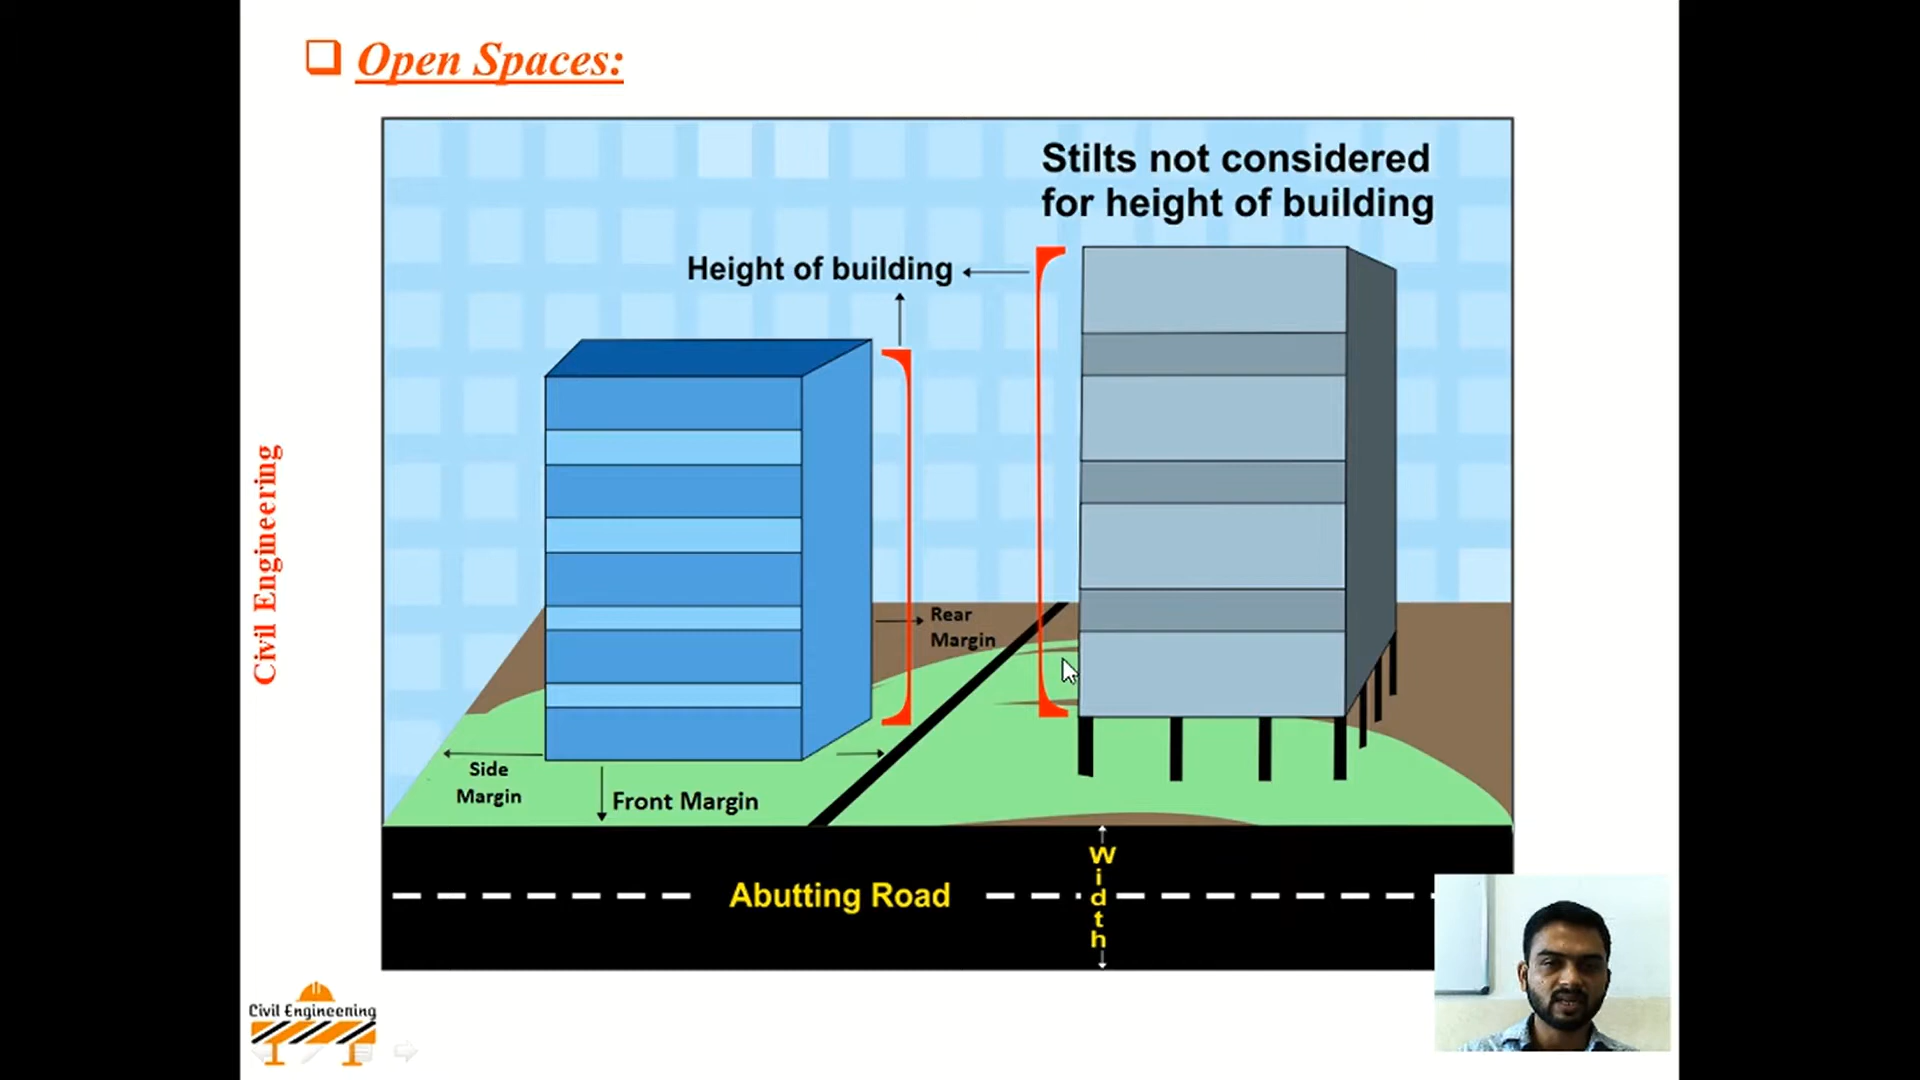 Open Spaces:
Stilts not considered
for height of building
Height of building
Rear
Margin
Side
Margin
Front Margin
Abutting Road
Width
Civil Engineering
Civil Engineering